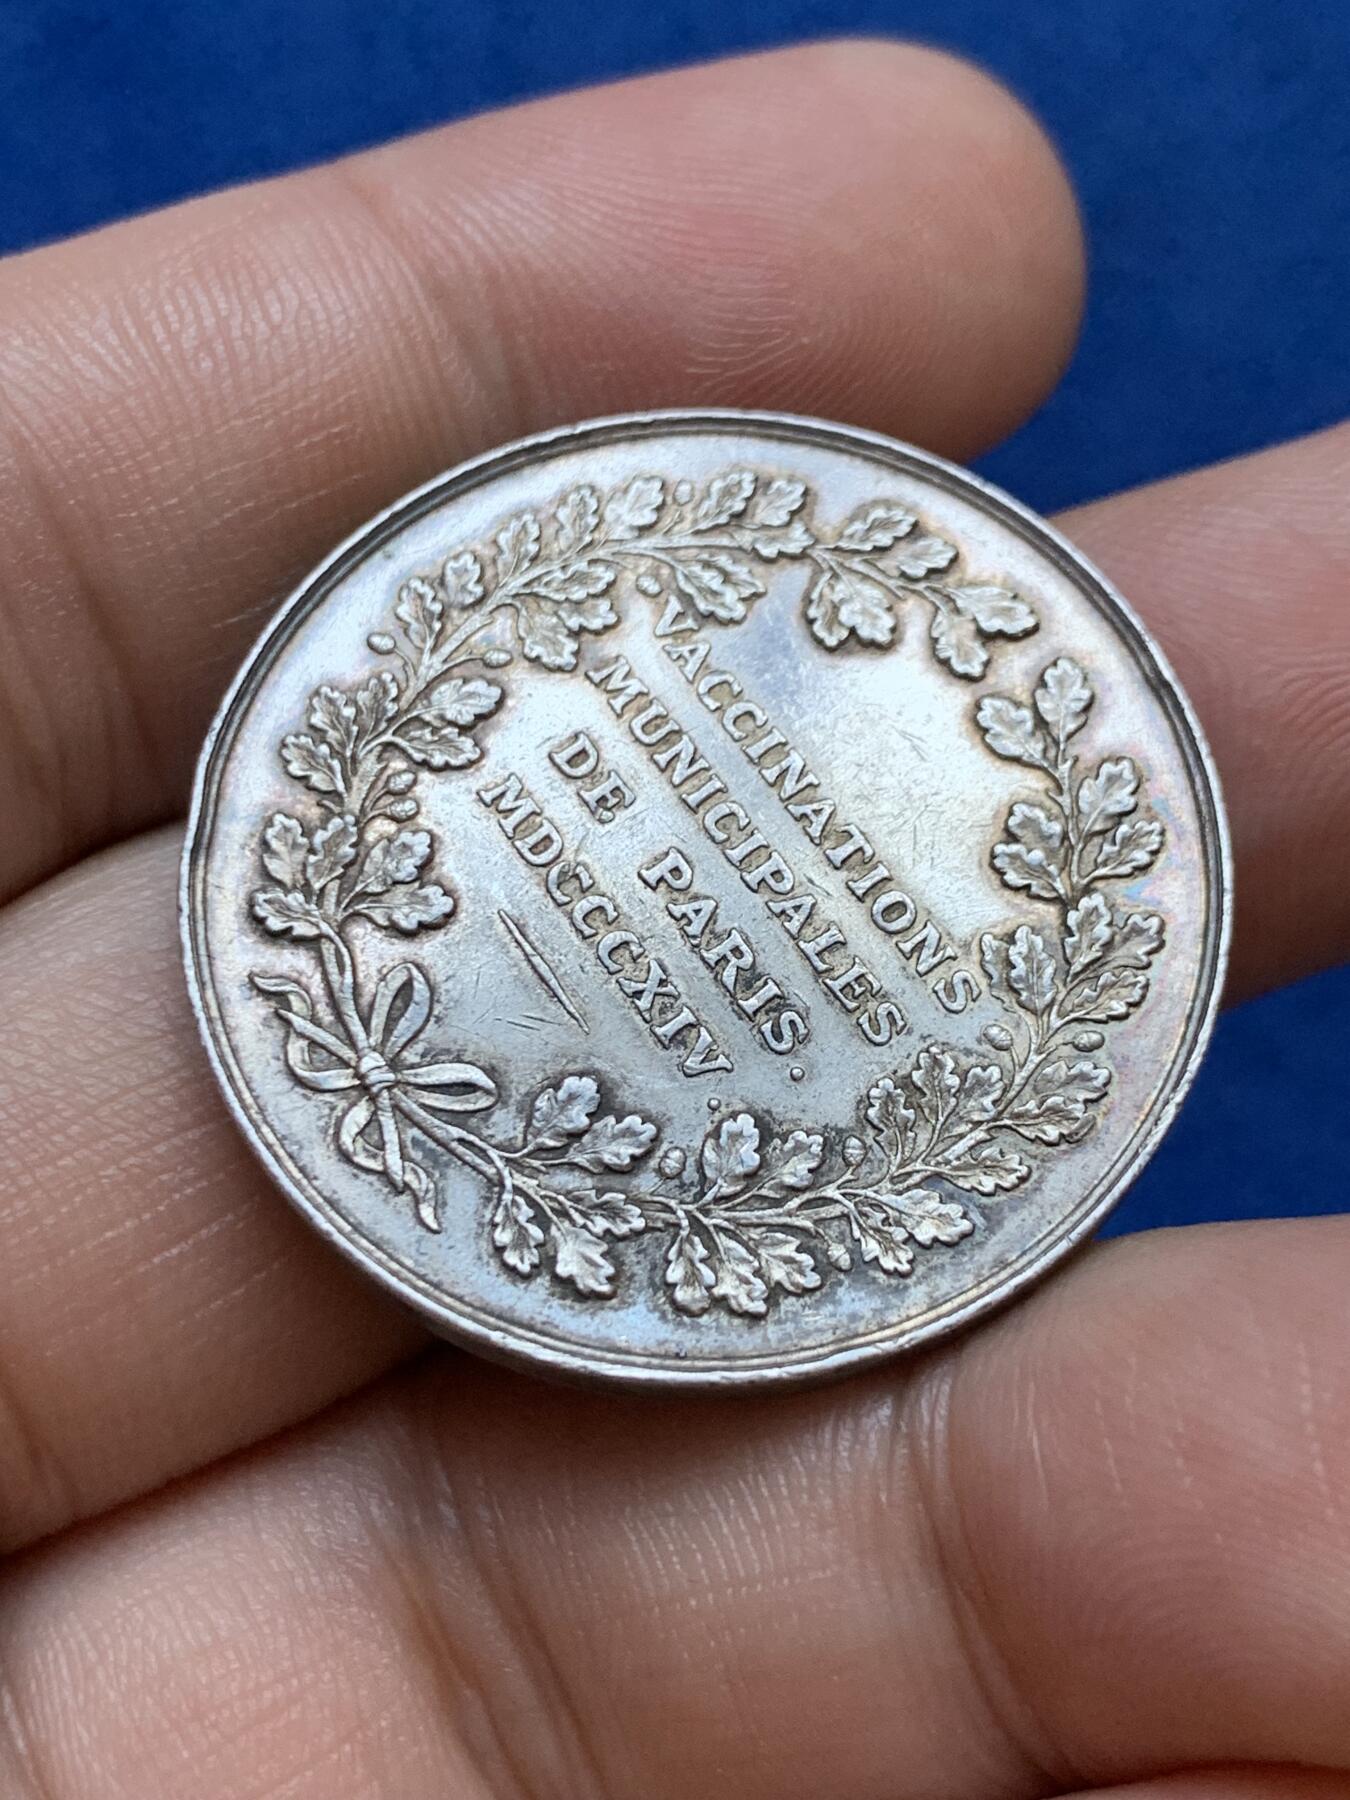 VACCINATIONS
MUNICIPALES
DE PARIS.
MDCCCXIV